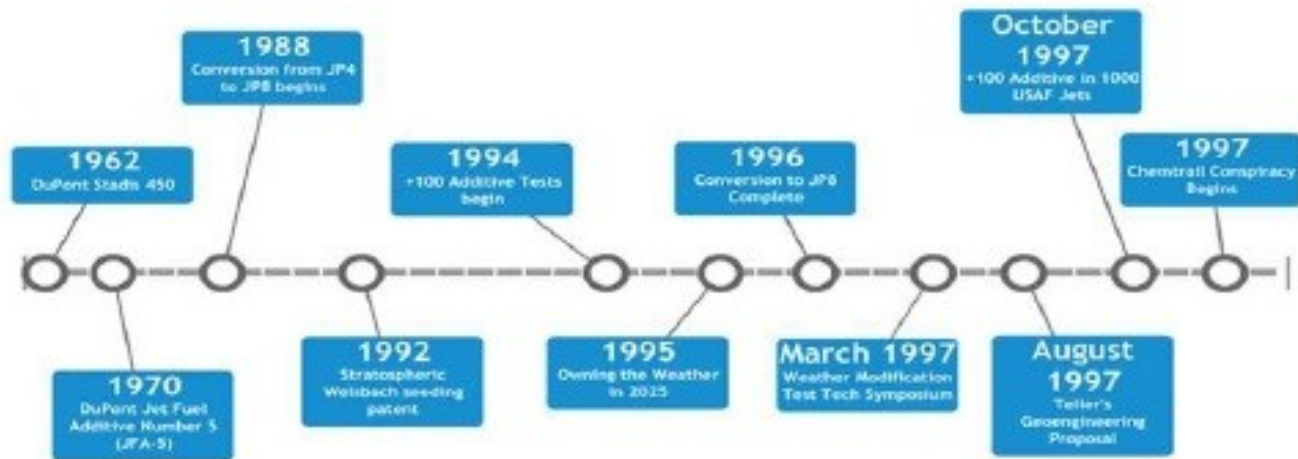 1962
DuPont Stadis 450
1970
DuPont Jet Fuel
Additive Number 5
(JFA-5)
1988
Conversion from JP4
to JP8 begins
1992
Stratospheric
Welsbach seeding
patent
1994
+100 Additive Tests
begin
1995
Owning the Weather
in 2025
1996
Conversion to JP8
Complete
March 1997
Weather Modification
Test Tech Symposium
August
1997
Teller's
Geoengineering
Proposal
October
1997
+100 Additive in 1000
USAF Jets
1997
Chemtrail Conspiracy
Begins